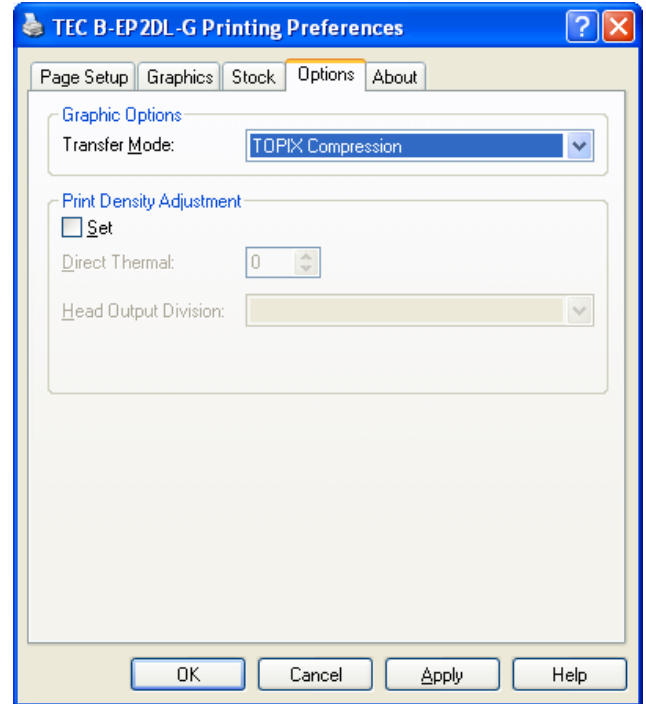 TEC B-EP2DL-G Printing Preferences
Page Setup Graphics Stock Options About
Graphic Options
Transfer Mode: TOPIX Compression
Print Density Adjustment
Set
Direct Thermal: 0
Head Output Division:
OK Cancel Apply Help